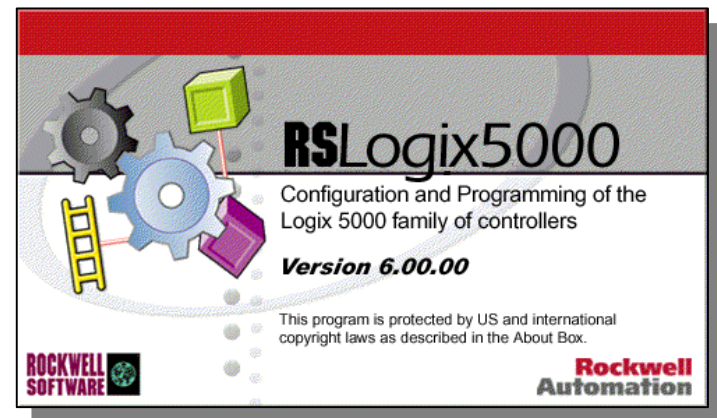 RSLogix5000
Configuration and Programming of the
Logix 5000 family of controllers
Version 6.00.00
This program is protected by US and international
copyright laws as described in the About Box.
ROCKWELL
SOFTWARE
Rockwell
Automation